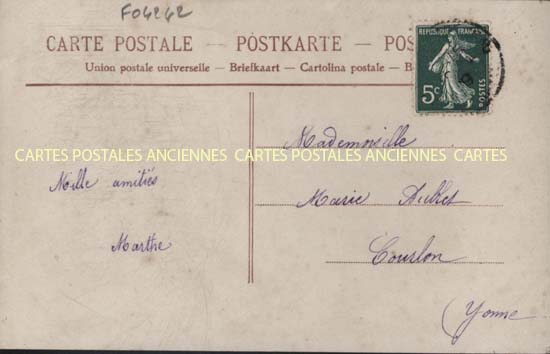 F04242
CARTE POSTALE — POSTKARTE — POS
Union postale universelle — Briefkaart — Cartolina postale — B
REPUBLIQUE FRANÇAISE
5c
POSTES
Mademoiselle
CARTES POSTALES ANCIENNES CARTES POSTALES ANCIENNES CARTES
Mille amitiés
Marie
Marthe
Courlon
(Yonne